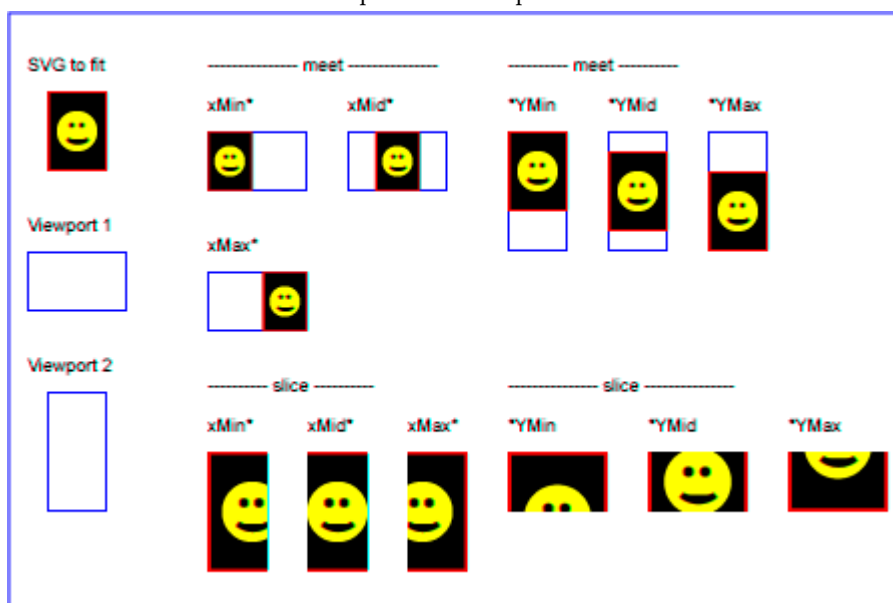 SVG to fit
--------------- meet ---------------
---------- meet ----------
xMin*
xMid*
*YMin
*YMid
*YMax
Viewport 1
xMax*
Viewport 2
---------- slice ----------
--------------- slice ---------------
xMin*
xMid*
xMax*
*YMin
*YMid
*YMax